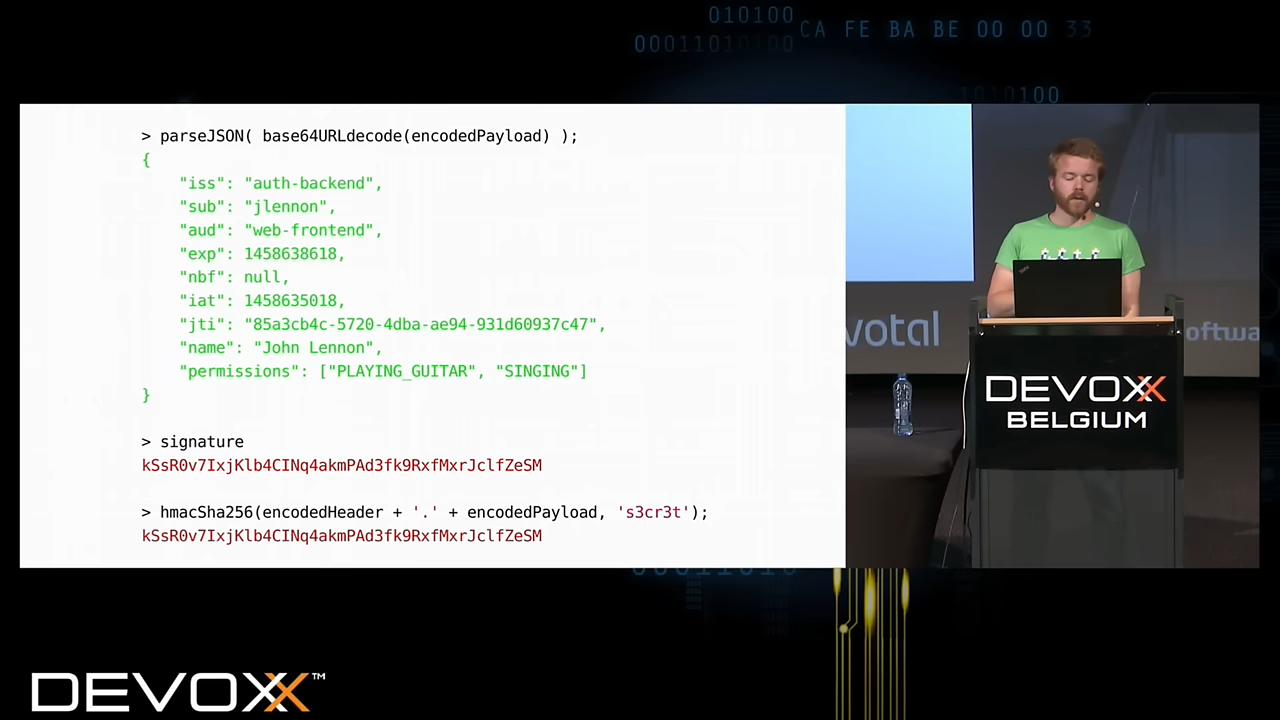 010100
00011010100
CA FE BA BE 00 00 33
1010100
> parseJSON( base64URLdecode(encodedPayload) );
{
"iss": "auth-backend",
"sub": "jlennon",
"aud": "web-frontend",
"exp": 1458638618,
"nbf": null,
"iat": 1458635018,
"jti": "85a3cb4c-5720-4dba-ae94-931d60937c47",
"name": "John Lennon",
"permissions": ["PLAYING_GUITAR", "SINGING"]
}
> signature
kSsR0v7IxjKlb4CINq4akmPAd3fk9RxfMxrJclfZeSM
> hmacSha256(encodedHeader + '.' + encodedPayload, 's3cr3t');
kSsR0v7IxjKlb4CINq4akmPAd3fk9RxfMxrJclfZeSM
votal
oftwa
DEVOXX
BELGIUM
DEVOXX™